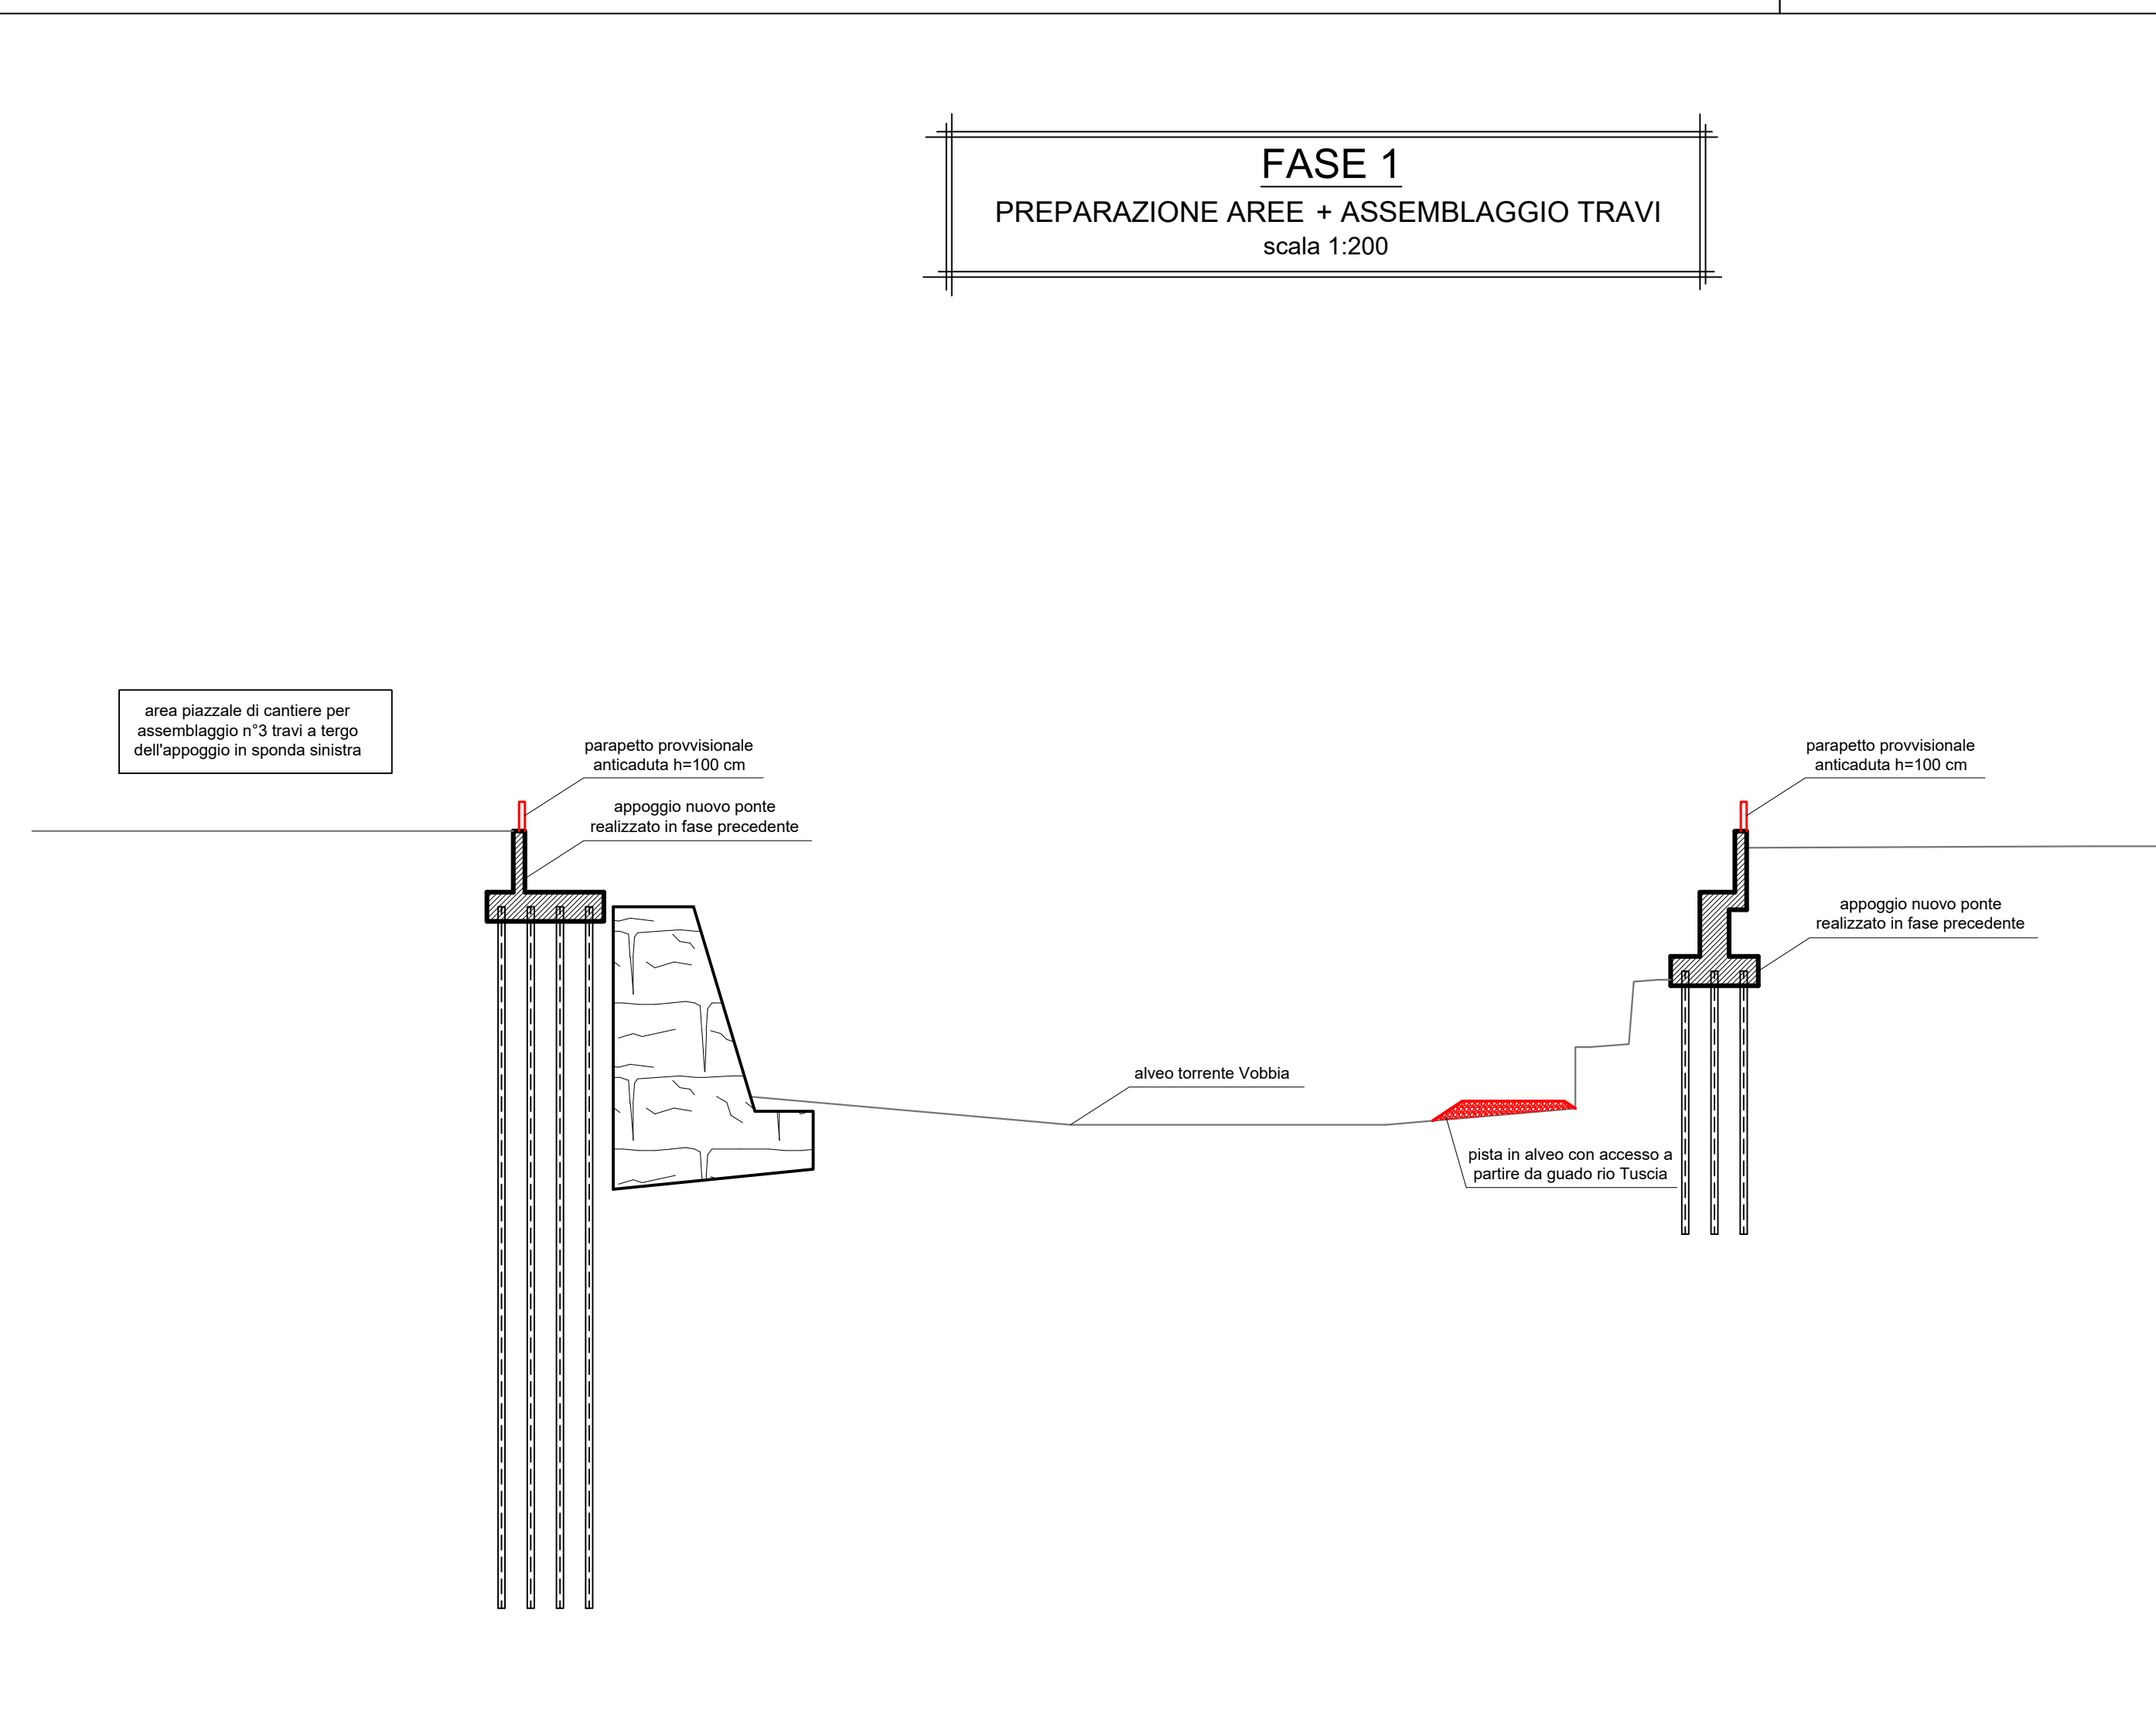 FASE 1
PREPARAZIONE AREE + ASSEMBLAGGIO TRAVI
scala 1:200
area piazzale di cantiere per
assemblaggio n°3 travi a tergo
dell'appoggio in sponda sinistra
parapetto provvisionale
anticaduta h=100 cm
appoggio nuovo ponte
realizzato in fase precedente
parapetto provvisionale
anticaduta h=100 cm
appoggio nuovo ponte
realizzato in fase precedente
alveo torrente Vobbia
pista in alveo con accesso a
partire da guado rio Tuscia